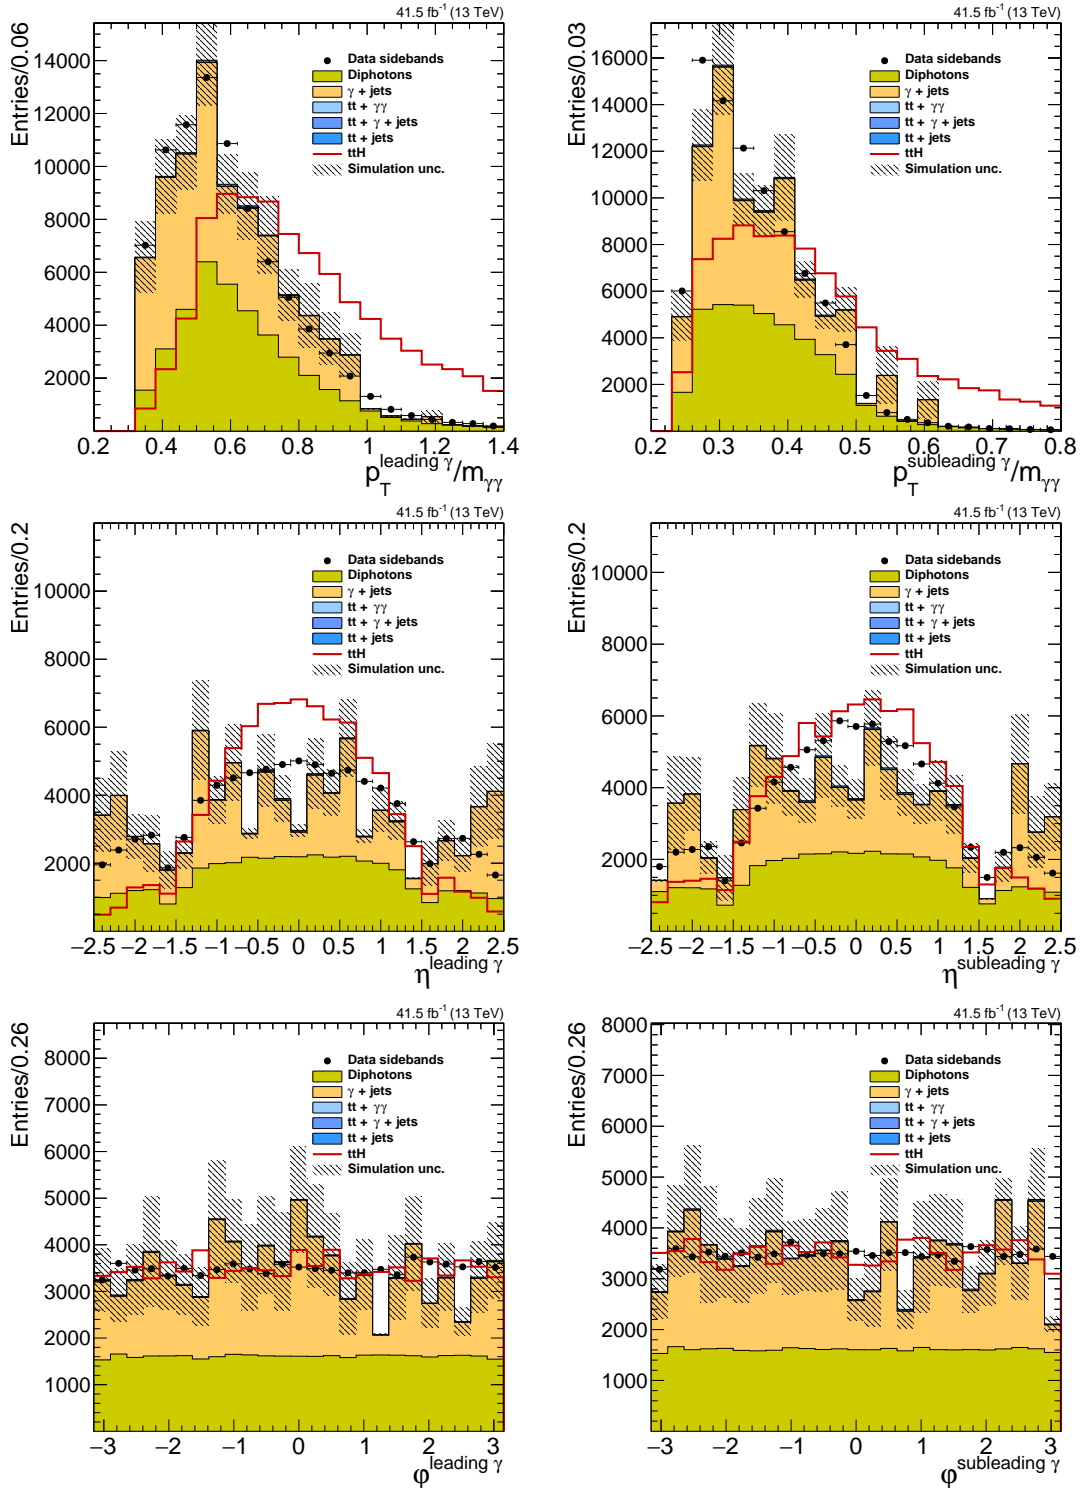 41.5 fb⁻¹ (13 TeV)
Entries/0.06
14000
12000
10000
8000
6000
4000
2000
Data sidebands
Diphotons
γ + jets
tt + γγ
tt + γ + jets
tt + jets
ttH
Simulation unc.
0.2 0.4 0.6 0.8 1 1.2 1.4
p_T^leading γ/m_γγ
41.5 fb⁻¹ (13 TeV)
Entries/0.03
16000
14000
12000
10000
8000
6000
4000
2000
Data sidebands
Diphotons
γ + jets
tt + γγ
tt + γ + jets
tt + jets
ttH
Simulation unc.
0.2 0.3 0.4 0.5 0.6 0.7 0.8
p_T^subleading γ/m_γγ
41.5 fb⁻¹ (13 TeV)
Entries/0.2
10000
8000
6000
4000
2000
Data sidebands
Diphotons
γ + jets
tt + γγ
tt + γ + jets
tt + jets
ttH
Simulation unc.
−2.5 −2 −1.5 −1 −0.5 0 0.5 1 1.5 2 2.5
η^leading γ
41.5 fb⁻¹ (13 TeV)
Entries/0.2
10000
8000
6000
4000
2000
Data sidebands
Diphotons
γ + jets
tt + γγ
tt + γ + jets
tt + jets
ttH
Simulation unc.
−2.5 −2 −1.5 −1 −0.5 0 0.5 1 1.5 2 2.5
η^subleading γ
41.5 fb⁻¹ (13 TeV)
Entries/0.26
8000
7000
6000
5000
4000
3000
2000
1000
Data sidebands
Diphotons
γ + jets
tt + γγ
tt + γ + jets
tt + jets
ttH
Simulation unc.
−3 −2 −1 0 1 2 3
φ^leading γ
41.5 fb⁻¹ (13 TeV)
Entries/0.26
8000
7000
6000
5000
4000
3000
2000
1000
Data sidebands
Diphotons
γ + jets
tt + γγ
tt + γ + jets
tt + jets
ttH
Simulation unc.
−3 −2 −1 0 1 2 3
φ^subleading γ